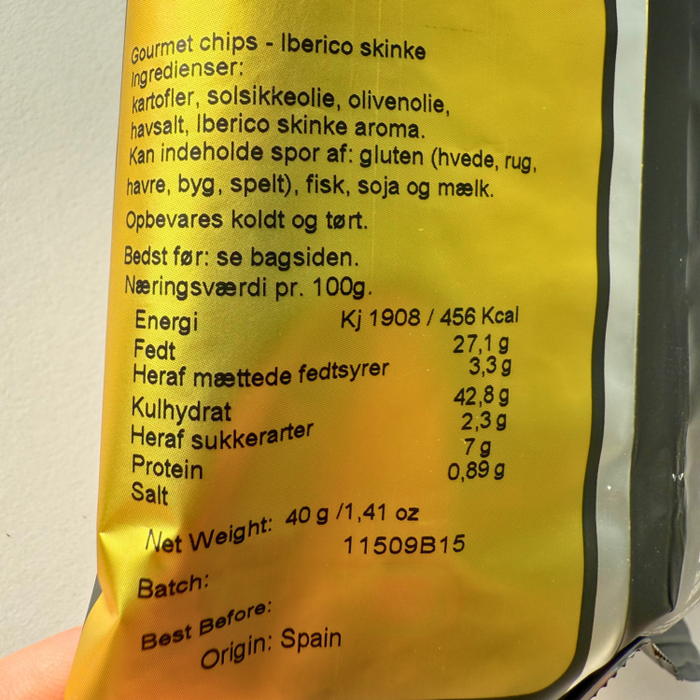 Gourmet chips - Iberico skinke
Ingredienser:
kartofler, solsikkeolie, olivenolie,
havsalt, Iberico skinke aroma.
Kan indeholde spor af: gluten (hvede, rug,
havre, byg, spelt), fisk, soja og mælk.
Opbevares koldt og tørt.
Bedst før: se bagsiden.
Næringsværdi pr. 100g.
Energi Kj 1908 / 456 Kcal
Fedt 27,1 g
Heraf mættede fedtsyrer 3,3 g
Kulhydrat 42,8 g
Heraf sukkerarter 2,3 g
Protein 7 g
Salt 0,89 g
Net Weight: 40 g /1,41 oz
Batch: 11509B15
Best Before:
Origin: Spain